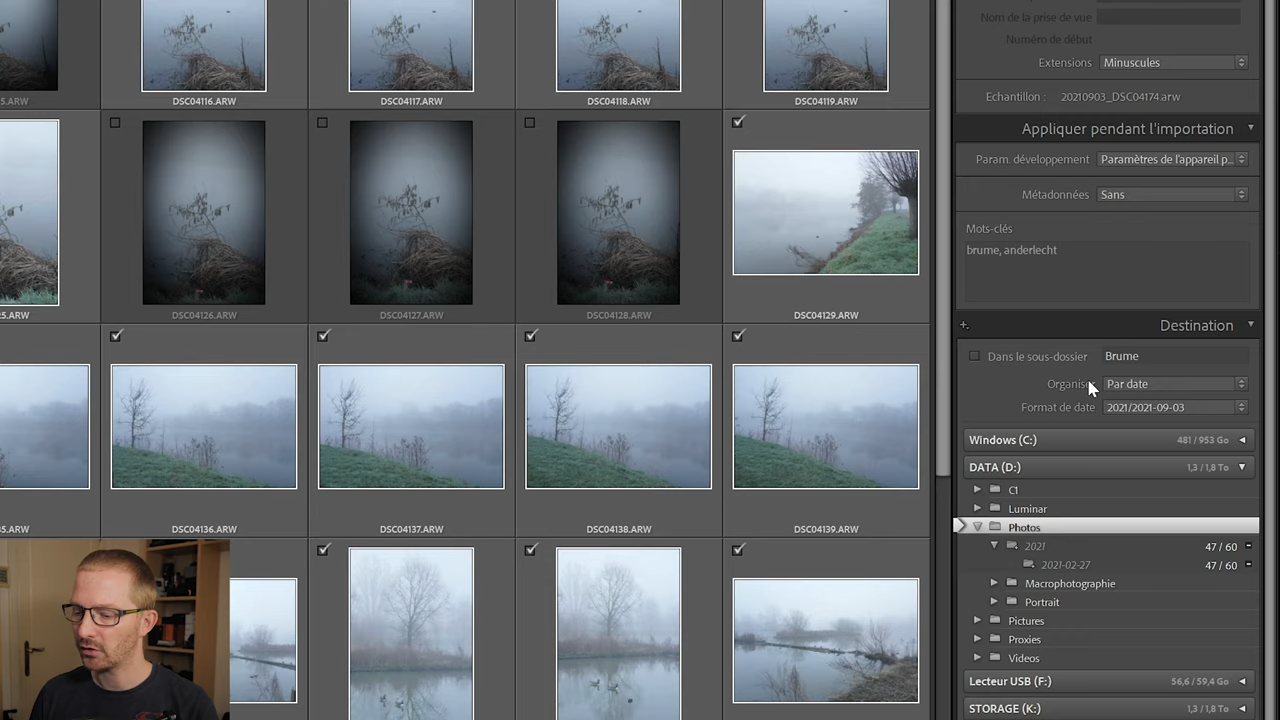 Nom de la prise de vue
Numéro de début
Extensions Minuscules
5.ARW DSC04116.ARW DSC04117.ARW DSC04118.ARW DSC04119.ARW
Echantillon : 20210903_DSC04174.arw
Appliquer pendant l'importation
Param. développement Paramètres de l'appareil p...
Métadonnées Sans
Mots-clés
brume, anderlecht
25.ARW DSC04126.ARW DSC04127.ARW DSC04128.ARW DSC04129.ARW
Destination
Dans le sous-dossier Brume
Organiser Par date
Format de date 2021/2021-09-03
Windows (C:) 481 / 953 Go
DATA (D:) 1,3 / 1,8 To
C1
Luminar
Photos
35.ARW DSC04136.ARW DSC04137.ARW DSC04138.ARW DSC04139.ARW
2021 47 / 60
2021-02-27 47 / 60
Macrophotographie
Portrait
Pictures
Proxies
Videos
Lecteur USB (F:) 56,6 / 59,4 Go
STORAGE (K:) 1,3 / 1,8 To